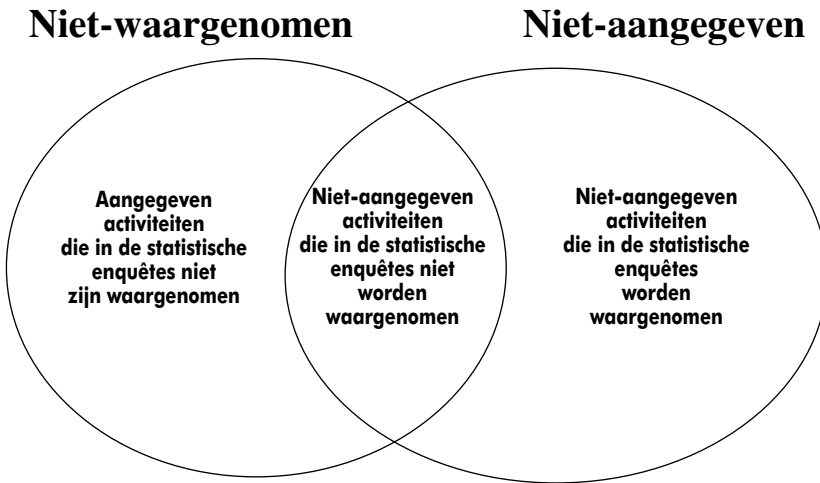 Niet-waargenomen
Niet-aangegeven
Aangegeven
activiteiten
die in de statistische
enquêtes niet
zijn waargenomen
Niet-aangegeven
activiteiten
die in de statistische
enquêtes niet
worden
waargenomen
Niet-aangegeven
activiteiten
die in de statistische
enquêtes
worden
waargenomen